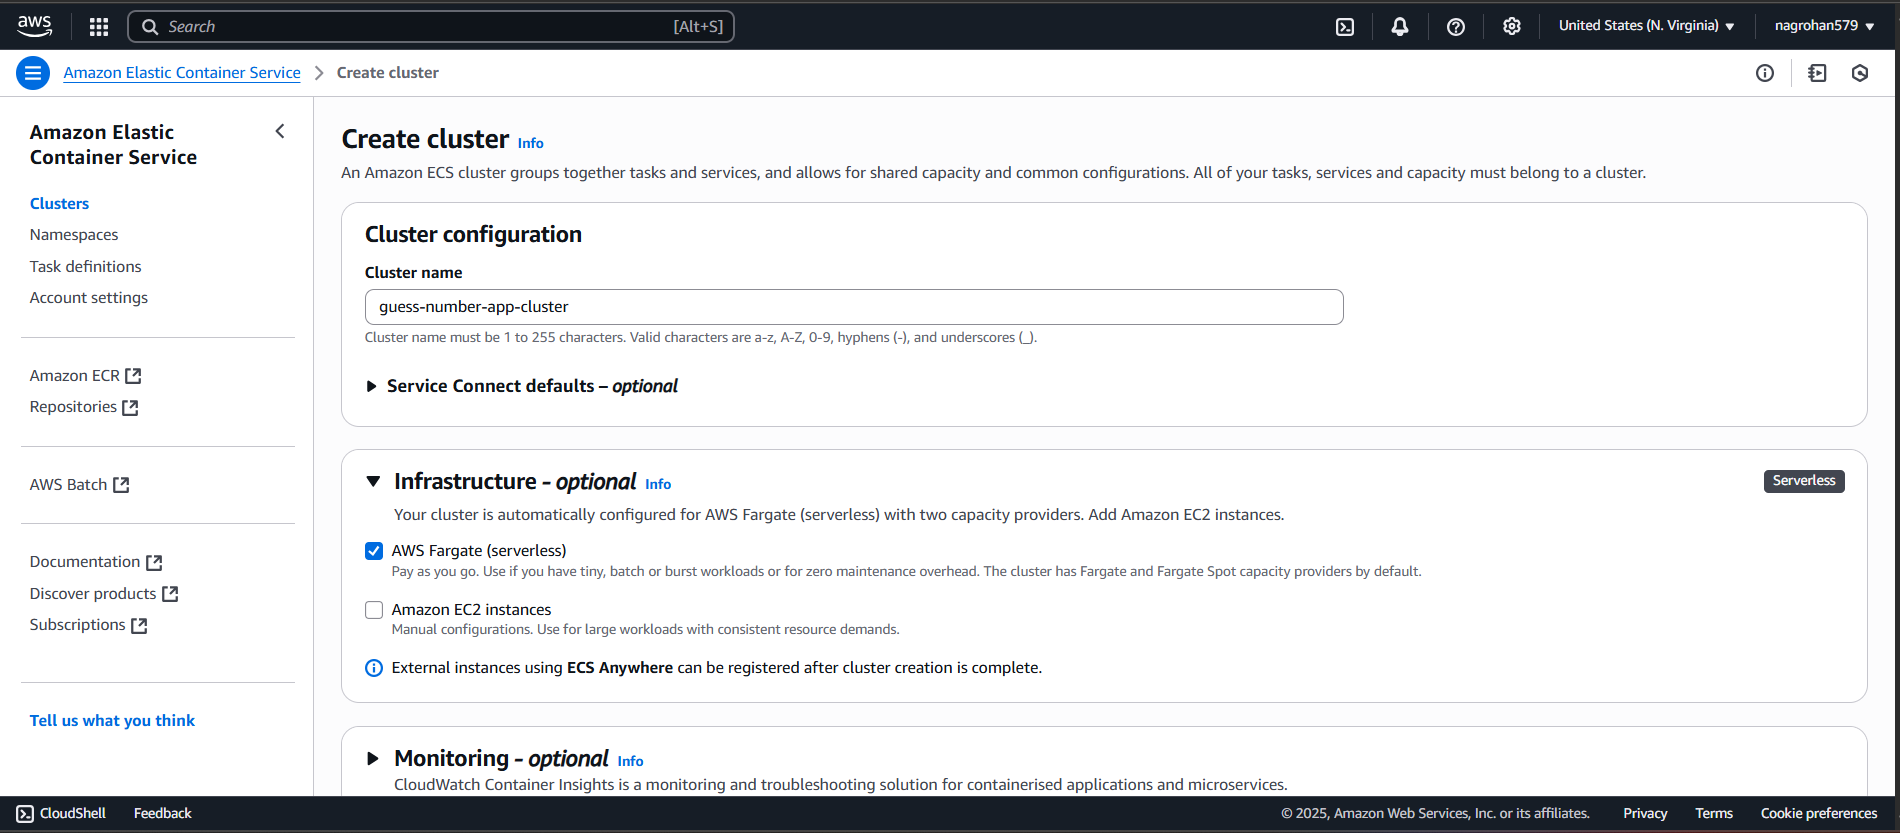 aws
Search [Alt+S]
United States (N. Virginia)
nagrohan579
Amazon Elastic Container Service
Create cluster
Amazon Elastic
Container Service
Clusters
Namespaces
Task definitions
Account settings
Amazon ECR
Repositories
AWS Batch
Documentation
Discover products
Subscriptions
Tell us what you think
Create cluster Info
An Amazon ECS cluster groups together tasks and services, and allows for shared capacity and common configurations. All of your tasks, services and capacity must belong to a cluster.
Cluster configuration
Cluster name
guess-number-app-cluster
Cluster name must be 1 to 255 characters. Valid characters are a-z, A-Z, 0-9, hyphens (-), and underscores (_).
Service Connect defaults – optional
Infrastructure - optional Info
Serverless
Your cluster is automatically configured for AWS Fargate (serverless) with two capacity providers. Add Amazon EC2 instances.
AWS Fargate (serverless)
Pay as you go. Use if you have tiny, batch or burst workloads or for zero maintenance overhead. The cluster has Fargate and Fargate Spot capacity providers by default.
Amazon EC2 instances
Manual configurations. Use for large workloads with consistent resource demands.
External instances using ECS Anywhere can be registered after cluster creation is complete.
Monitoring - optional Info
CloudWatch Container Insights is a monitoring and troubleshooting solution for containerised applications and microservices.
CloudShell
Feedback
© 2025, Amazon Web Services, Inc. or its affiliates.
Privacy
Terms
Cookie preferences